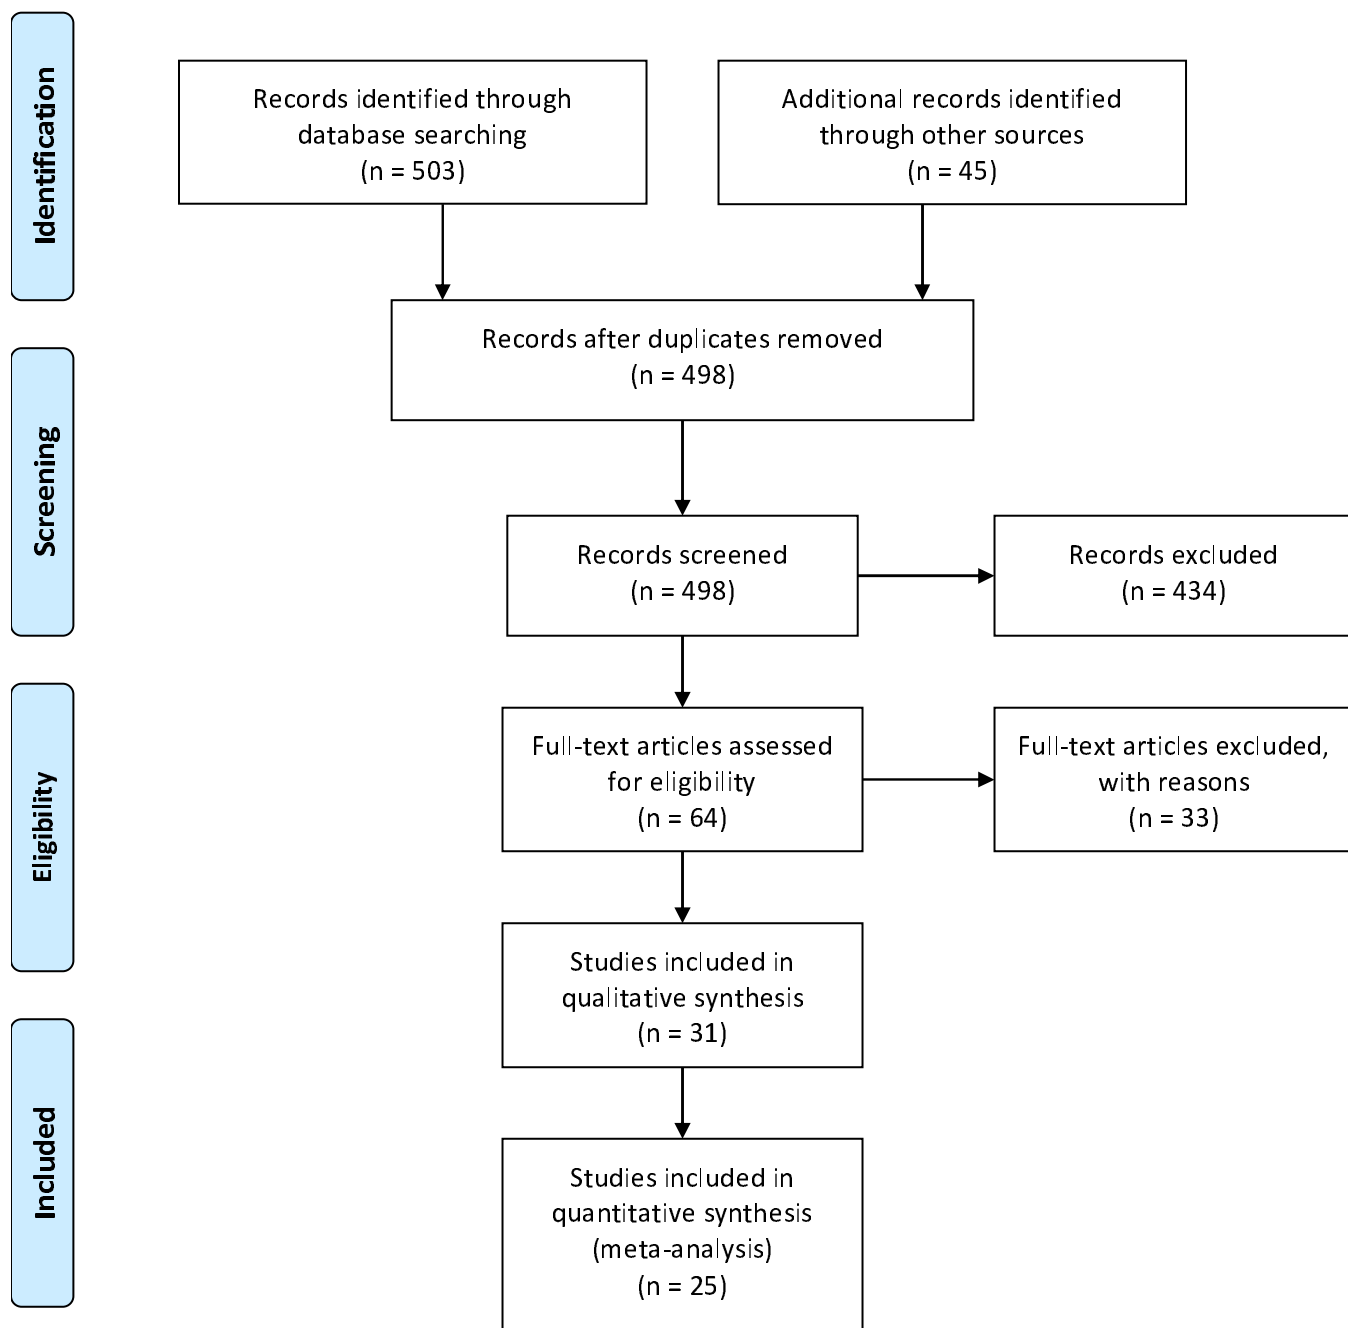 Identification
Records identified through
database searching
(n = 503)
Additional records identified
through other sources
(n = 45)
Records after duplicates removed
(n = 498)
Screening
Records screened
(n = 498)
Records excluded
(n = 434)
Eligibility
Full-text articles assessed
for eligibility
(n = 64)
Full-text articles excluded,
with reasons
(n = 33)
Studies included in
qualitative synthesis
(n = 31)
Included
Studies included in
quantitative synthesis
(meta-analysis)
(n = 25)